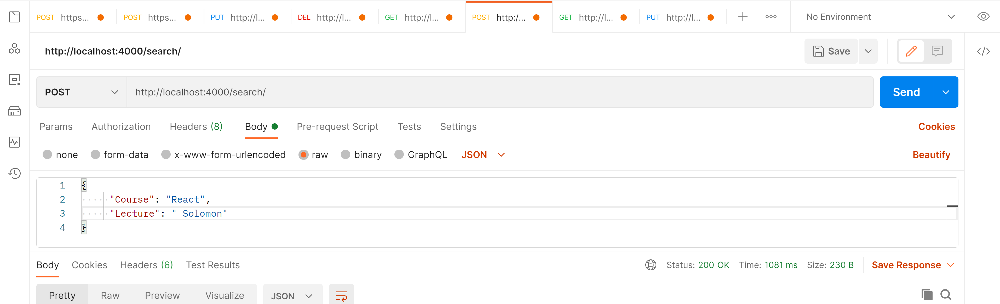 POST https... POST https... PUT http://l... DEL http://l... GET http://l... POST http:/... GET http://l... PUT http://l... No Environment
http://localhost:4000/search/ Save
POST http://localhost:4000/search/ Send
Params Authorization Headers (8) Body Pre-request Script Tests Settings Cookies
none form-data x-www-form-urlencoded raw binary GraphQL JSON Beautify
1 {
2 "Course": "React",
3 "Lecture": " Solomon"
4 }
Body Cookies Headers (6) Test Results Status: 200 OK Time: 1081 ms Size: 230 B Save Response
Pretty Raw Preview Visualize JSON